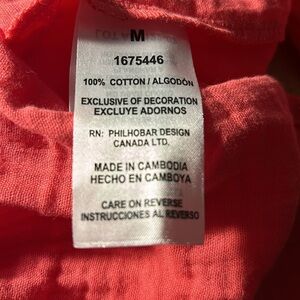 M
1675446
100% COTTON / ALGODÓN
EXCLUSIVE OF DECORATION
EXCLUYE ADORNOS
RN: PHILHOBAR DESIGN
CANADA LTD.
MADE IN CAMBODIA
HECHO EN CAMBOYA
CARE ON REVERSE
INSTRUCCIONES AL REVERSO